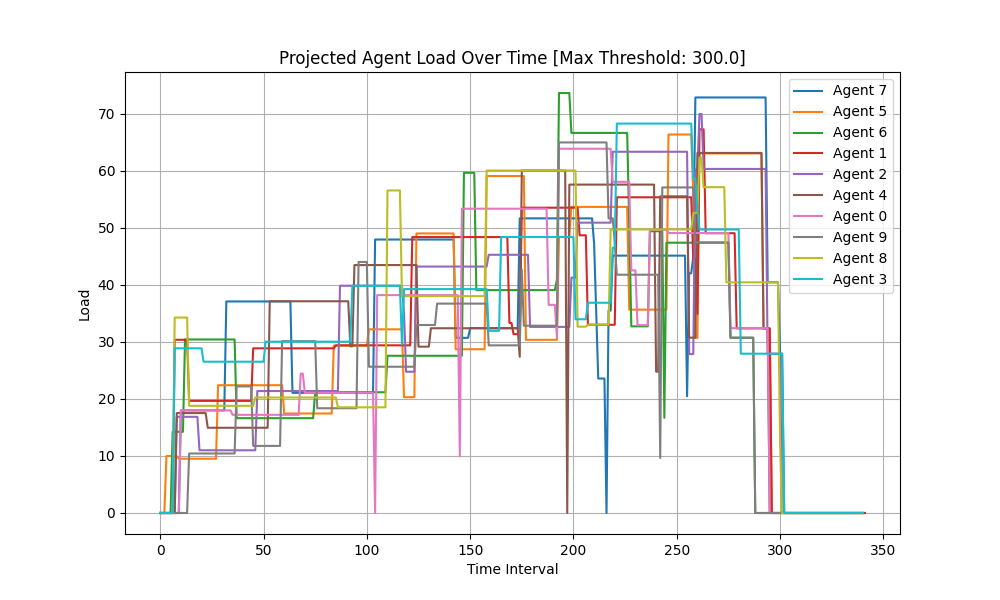 Projected Agent Load Over Time [Max Threshold: 300.0]
Load
70
60
50
40
30
20
10
0
0 50 100 150 200 250 300 350
Time Interval
Agent 7
Agent 5
Agent 6
Agent 1
Agent 2
Agent 4
Agent 0
Agent 9
Agent 8
Agent 3